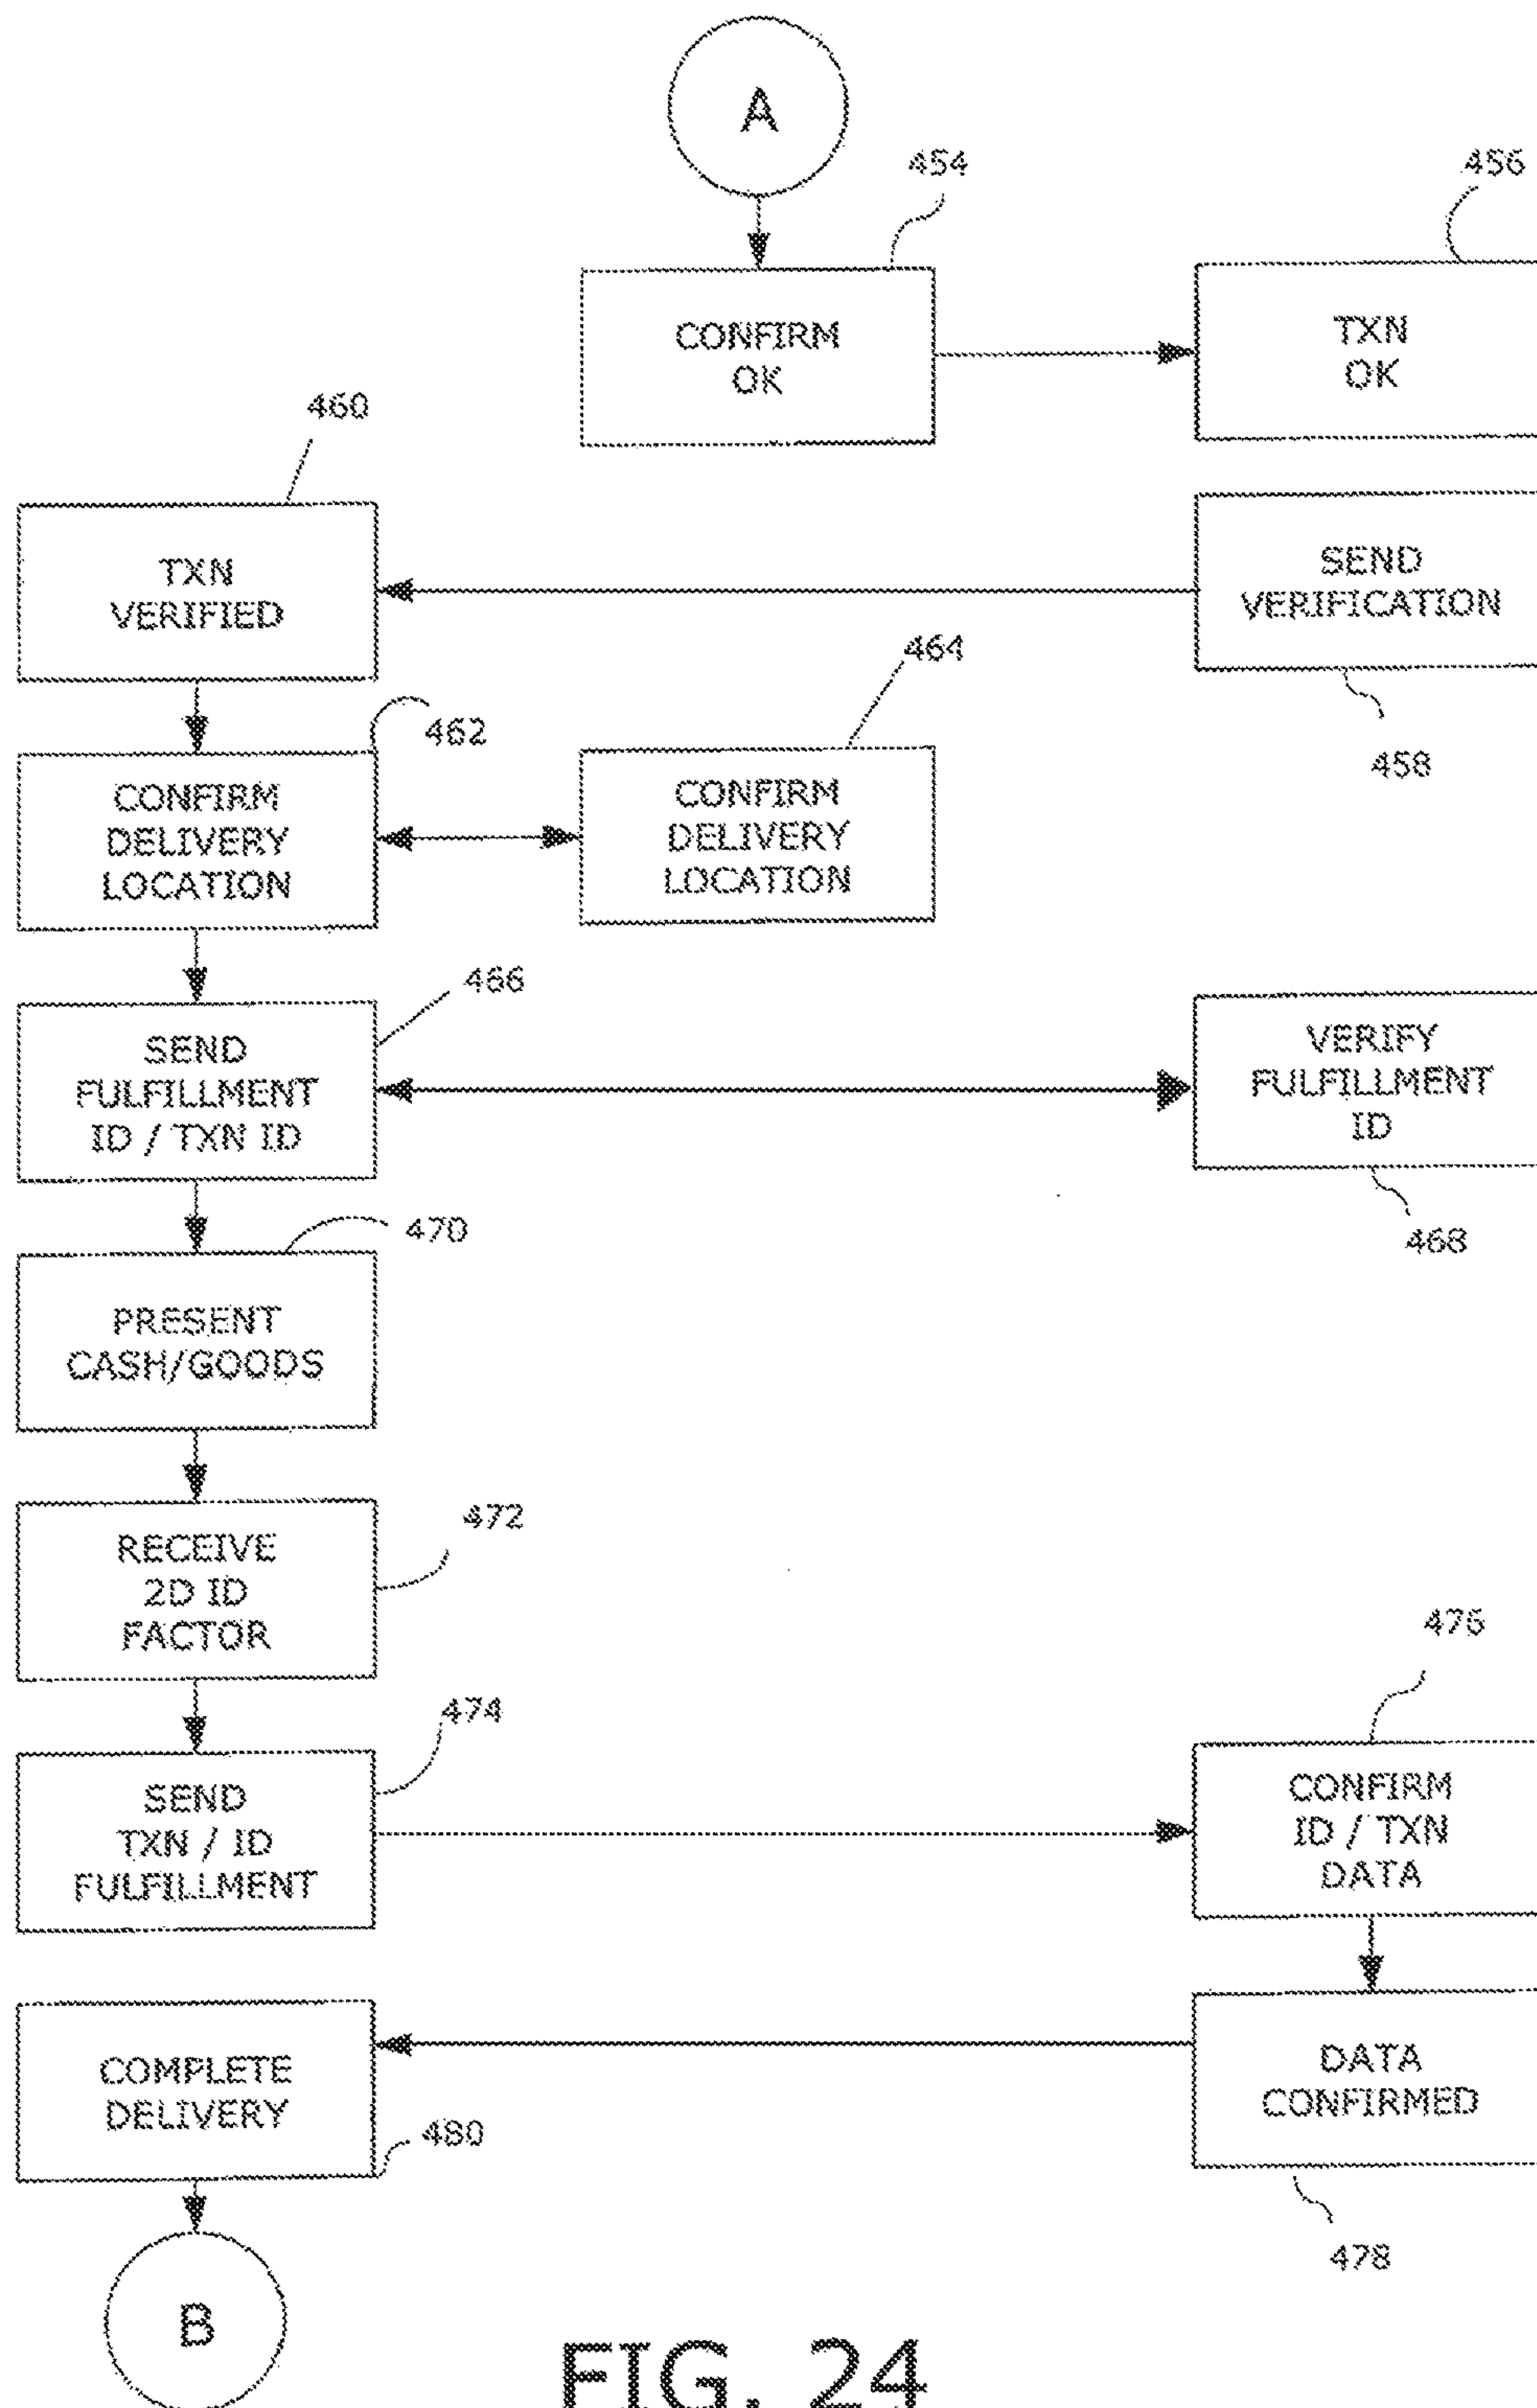 A
454
456
CONFIRM
OK
TXN
OK
460
TXN
VERIFIED
SEND
VERIFICATION
458
462
464
CONFIRM
DELIVERY
LOCATION
CONFIRM
DELIVERY
LOCATION
466
SEND
FULFILLMENT
ID / TXN ID
VERIFY
FULFILLMENT
ID
468
470
PRESENT
CASH/GOODS
472
RECEIVE
2D ID
FACTOR
474
476
SEND
TXN / ID
FULFILLMENT
CONFIRM
ID / TXN
DATA
COMPLETE
DELIVERY
480
DATA
CONFIRMED
478
B
FIG. 24